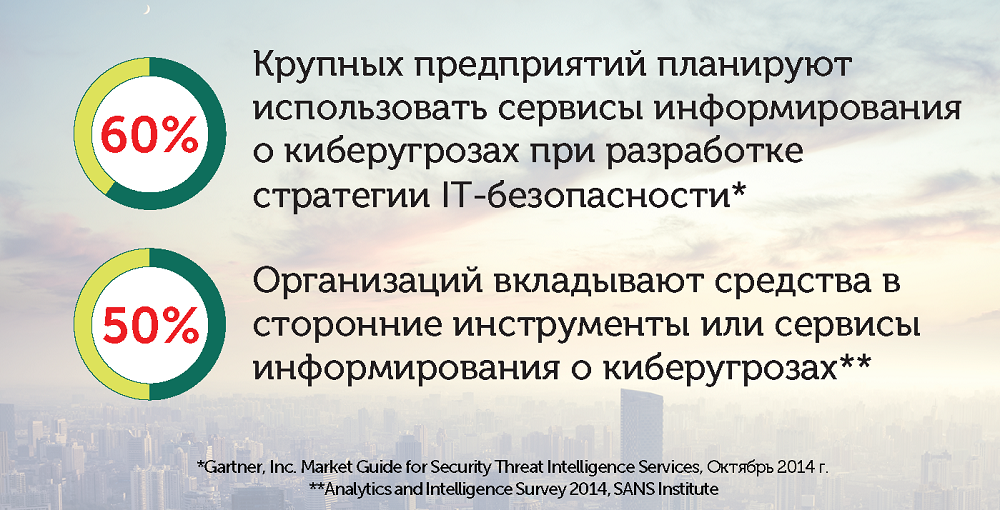 60%
Крупных предприятий планируют
использовать сервисы информирования
о киберугрозах при разработке
стратегии IT-безопасности*
50%
Организаций вкладывают средства в
сторонние инструменты или сервисы
информирования о киберугрозах**
*Gartner, Inc. Market Guide for Security Threat Intelligence Services, Октябрь 2014 г.
**Analytics and Intelligence Survey 2014, SANS Institute